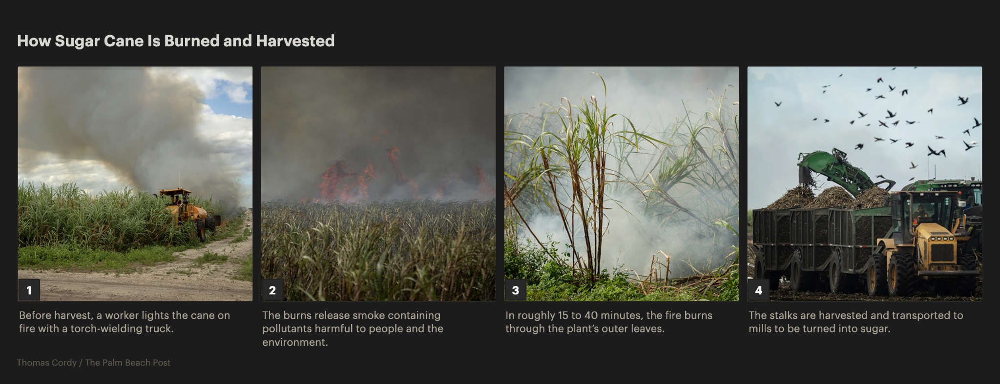 How Sugar Cane Is Burned and Harvested
1
Before harvest, a worker lights the cane on
fire with a torch-wielding truck.
2
The burns release smoke containing
pollutants harmful to people and the
environment.
3
In roughly 15 to 40 minutes, the fire burns
through the plant’s outer leaves.
4
The stalks are harvested and transported to
mills to be turned into sugar.
Thomas Cordy / The Palm Beach Post